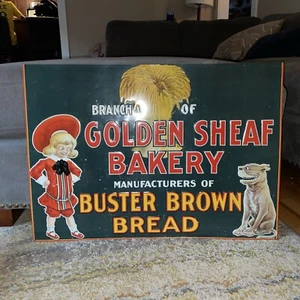 BRANCH OF
GOLDEN SHEAF
BAKERY
MANUFACTURERS OF
BUSTER BROWN
BREAD